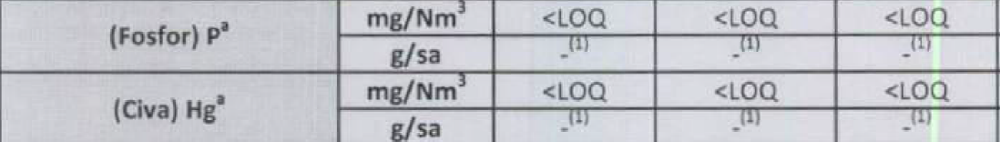 (Fosfor) Pᵃ mg/Nm³ <LOQ <LOQ <LOQ
g/sa -⁽¹⁾ -⁽¹⁾ -⁽¹⁾
(Civa) Hgᵃ mg/Nm³ <LOQ <LOQ <LOQ
g/sa -⁽¹⁾ -⁽¹⁾ -⁽¹⁾